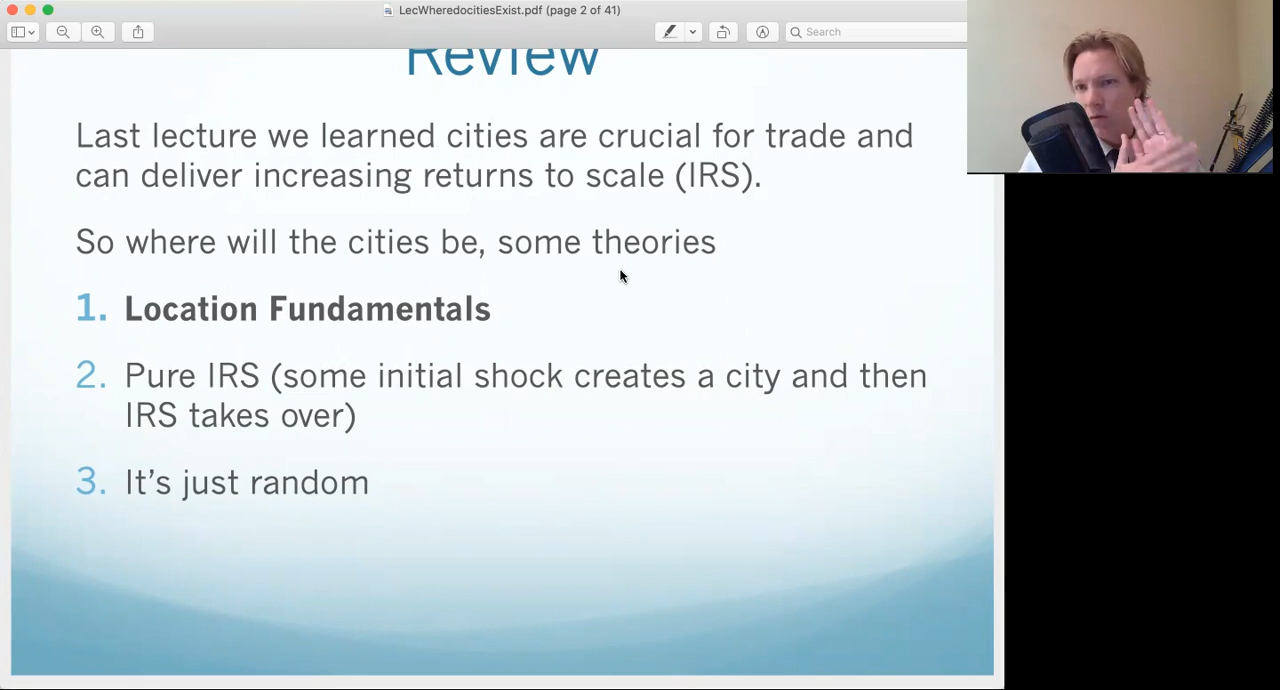 LecWheredocitiesExist.pdf (page 2 of 41)
Search
Review
Last lecture we learned cities are crucial for trade and
can deliver increasing returns to scale (IRS).
So where will the cities be, some theories
1. Location Fundamentals
2. Pure IRS (some initial shock creates a city and then
IRS takes over)
3. It’s just random